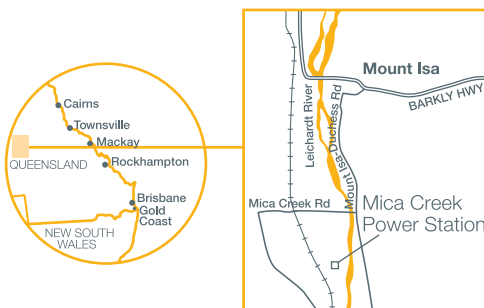 Cairns
Townsville
Mackay
QUEENSLAND
Rockhampton
Brisbane
Gold
Coast
NEW SOUTH
WALES
Mount Isa
BARKLY HWY
Leichardt River
Mount Isa-Duchess Rd
Mica Creek Rd
Mica Creek
Power Station